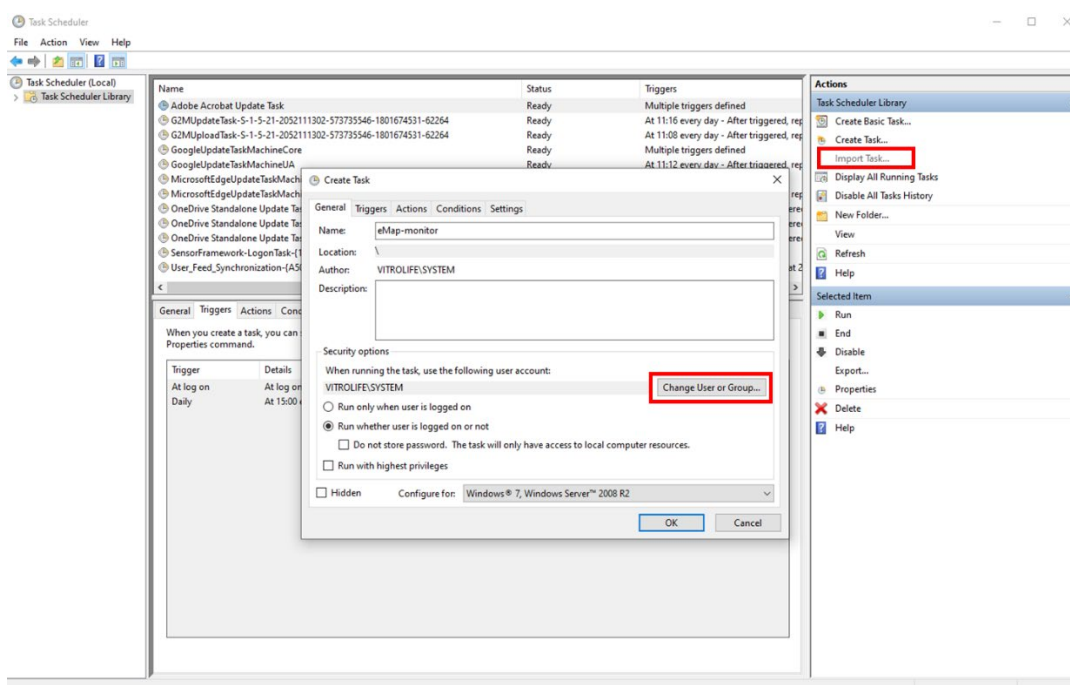 Task Scheduler
File Action View Help
Task Scheduler (Local)
Task Scheduler Library
Name Status Triggers
Adobe Acrobat Update Task Ready Multiple triggers defined
G2MUpdateTask-S-1-5-21-2052111302-573735546-1801674531-62264 Ready At 11:16 every day - After triggered, rep
G2MUploadTask-S-1-5-21-2052111302-573735546-1801674531-62264 Ready At 11:08 every day - After triggered, rep
GoogleUpdateTaskMachineCore Ready Multiple triggers defined
GoogleUpdateTaskMachineUA Ready At 11:12 every day - After triggered, rep
MicrosoftEdgeUpdateTaskMach
MicrosoftEdgeUpdateTaskMach rep
OneDrive Standalone Update Tas
OneDrive Standalone Update Tas
OneDrive Standalone Update Tas
SensorFramework-LogonTask-{1
User_Feed_Synchronization-{A50 at 2
General Triggers Actions Cond
When you create a task, you can
Properties command.
Trigger Details
At log on At log on
Daily At 15:00
Create Task
General Triggers Actions Conditions Settings
Name: eMap-monitor
Location: \
Author: VITROLIFE\SYSTEM
Description:
Security options
When running the task, use the following user account:
VITROLIFE\SYSTEM Change User or Group...
Run only when user is logged on
Run whether user is logged on or not
Do not store password. The task will only have access to local computer resources.
Run with highest privileges
Hidden Configure for: Windows® 7, Windows Server™ 2008 R2
OK Cancel
Actions
Task Scheduler Library
Create Basic Task...
Create Task...
Import Task...
Display All Running Tasks
Disable All Tasks History
New Folder...
View
Refresh
Help
Selected Item
Run
End
Disable
Export...
Properties
Delete
Help